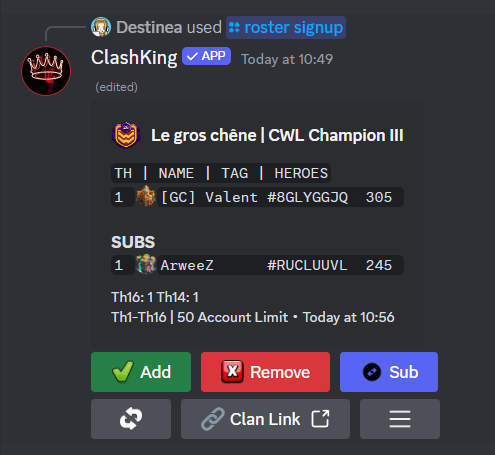 Destinea used roster signup
ClashKing ✓ APP Today at 10:49
(edited)
Le gros chêne | CWL Champion III
TH | NAME | TAG | HEROES
1 [GC] Valent #8GLYGGJQ 305
SUBS
1 ArweeZ #RUCLUUVL 245
Th16: 1 Th14: 1
Th1-Th16 | 50 Account Limit • Today at 10:56
Add
Remove
Sub
Clan Link